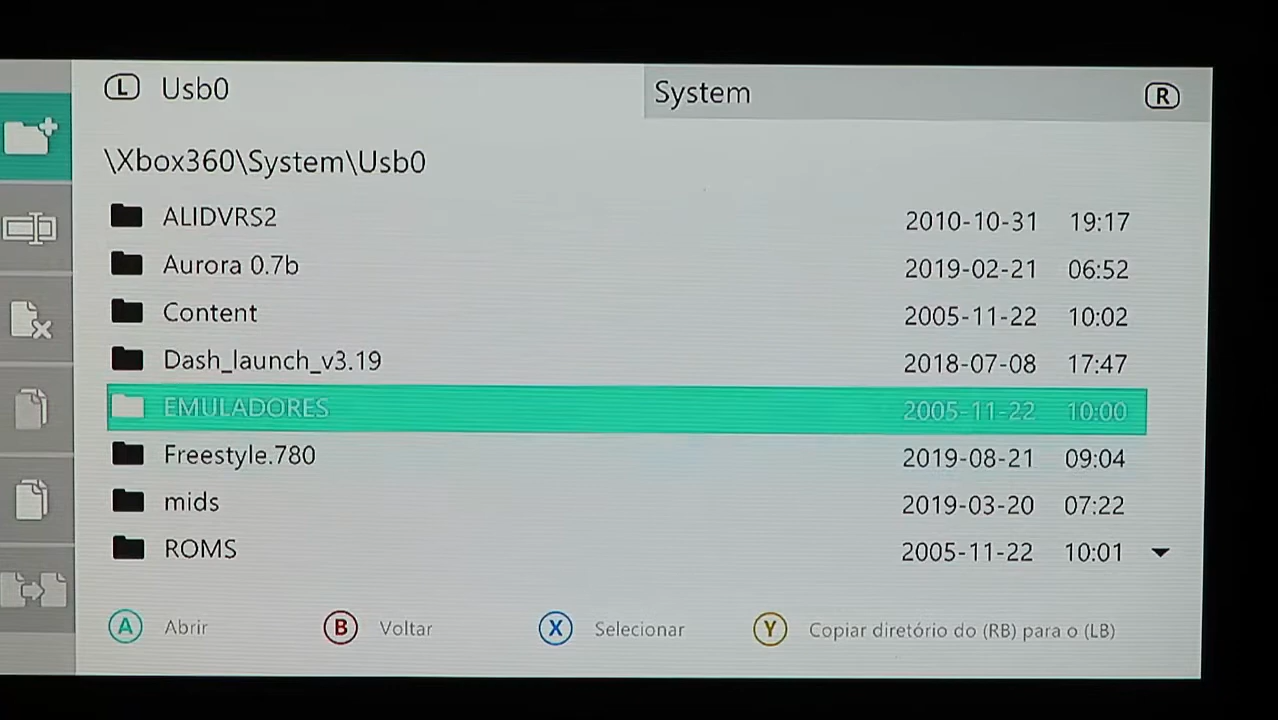 L Usb0 System R
\Xbox360\System\Usb0
ALIDVRS2 2010-10-31 19:17
Aurora 0.7b 2019-02-21 06:52
Content 2005-11-22 10:02
Dash_launch_v3.19 2018-07-08 17:47
EMULADORES 2005-11-22 10:00
Freestyle.780 2019-08-21 09:04
mids 2019-03-20 07:22
ROMS 2005-11-22 10:01
A Abrir B Voltar X Selecionar Y Copiar diretório do (RB) para o (LB)